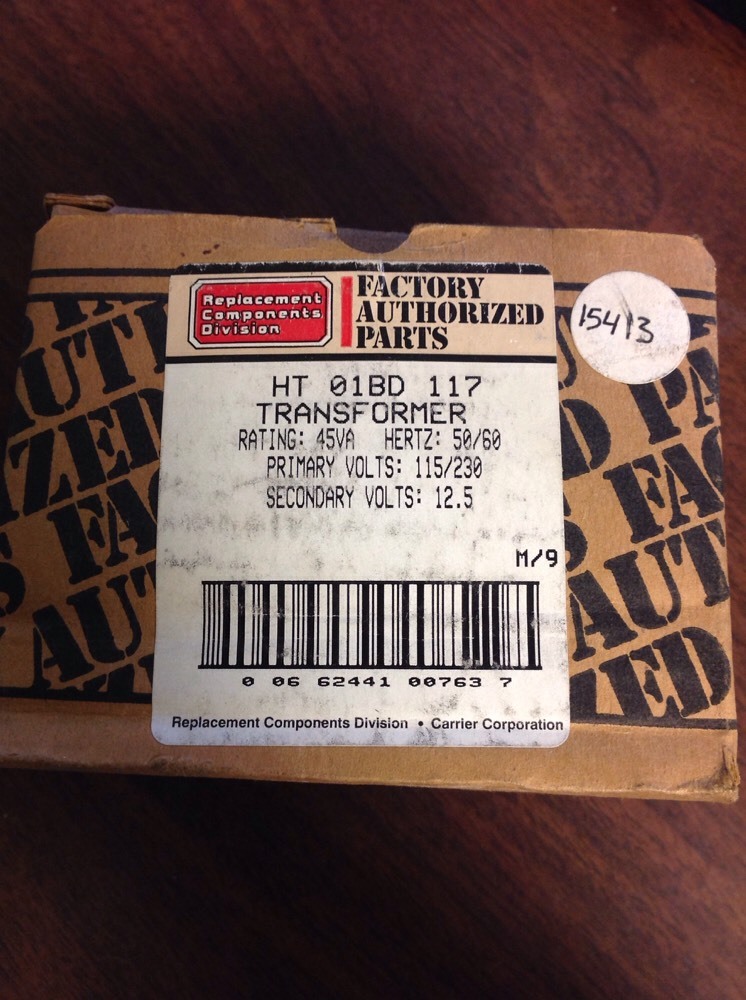 Replacement
Components
Division
FACTORY
AUTHORIZED
PARTS
15413
HT 01BD 117
TRANSFORMER
RATING: 45VA HERTZ: 50/60
PRIMARY VOLTS: 115/230
SECONDARY VOLTS: 12.5
M/9
0 06 62441 00763 7
Replacement Components Division • Carrier Corporation